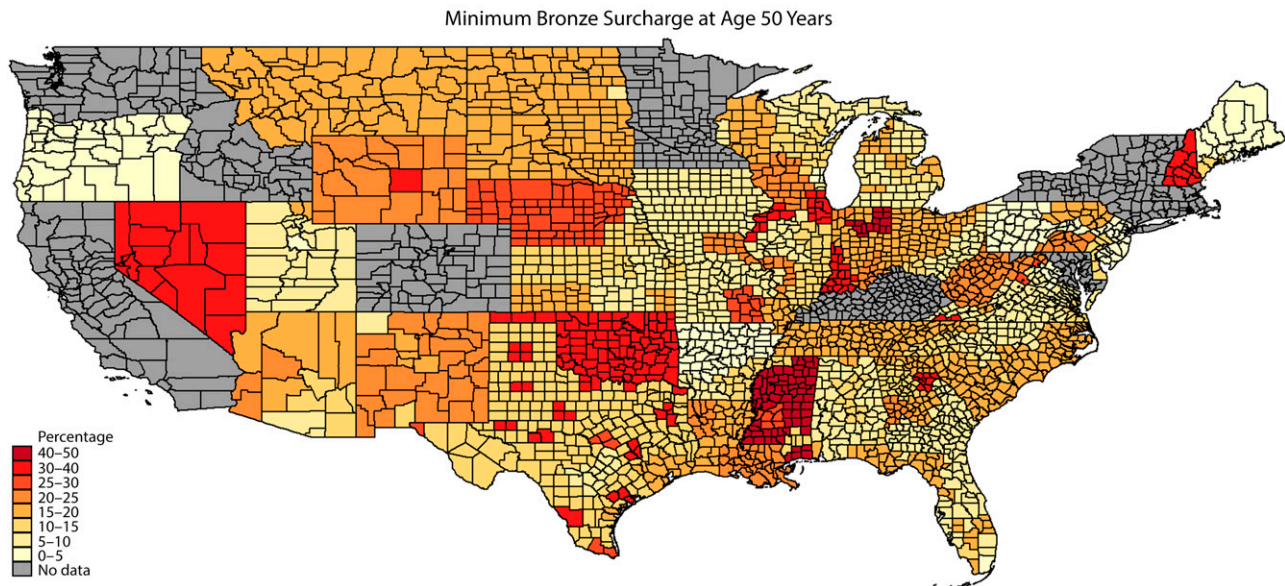 Minimum Bronze Surcharge at Age 50 Years
Percentage
40–50
30–40
25–30
20–25
15–20
10–15
5–10
0–5
No data